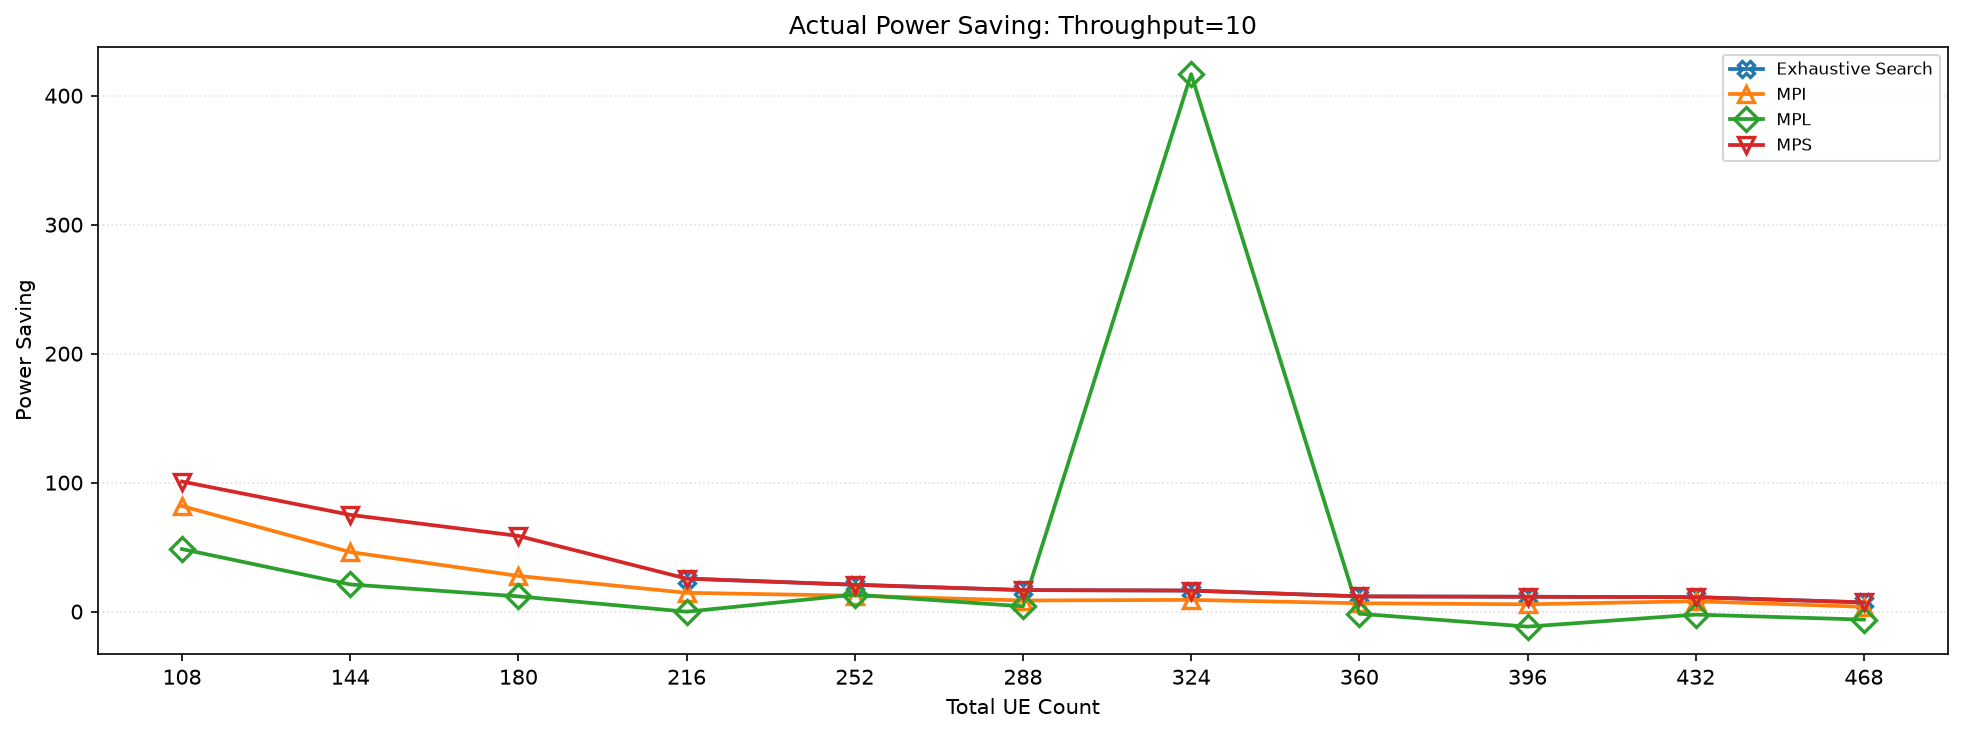 Actual Power Saving: Throughput=10
Exhaustive Search
MPI
MPL
MPS
Power Saving
400
300
200
100
0
108 144 180 216 252 288 324 360 396 432 468
Total UE Count